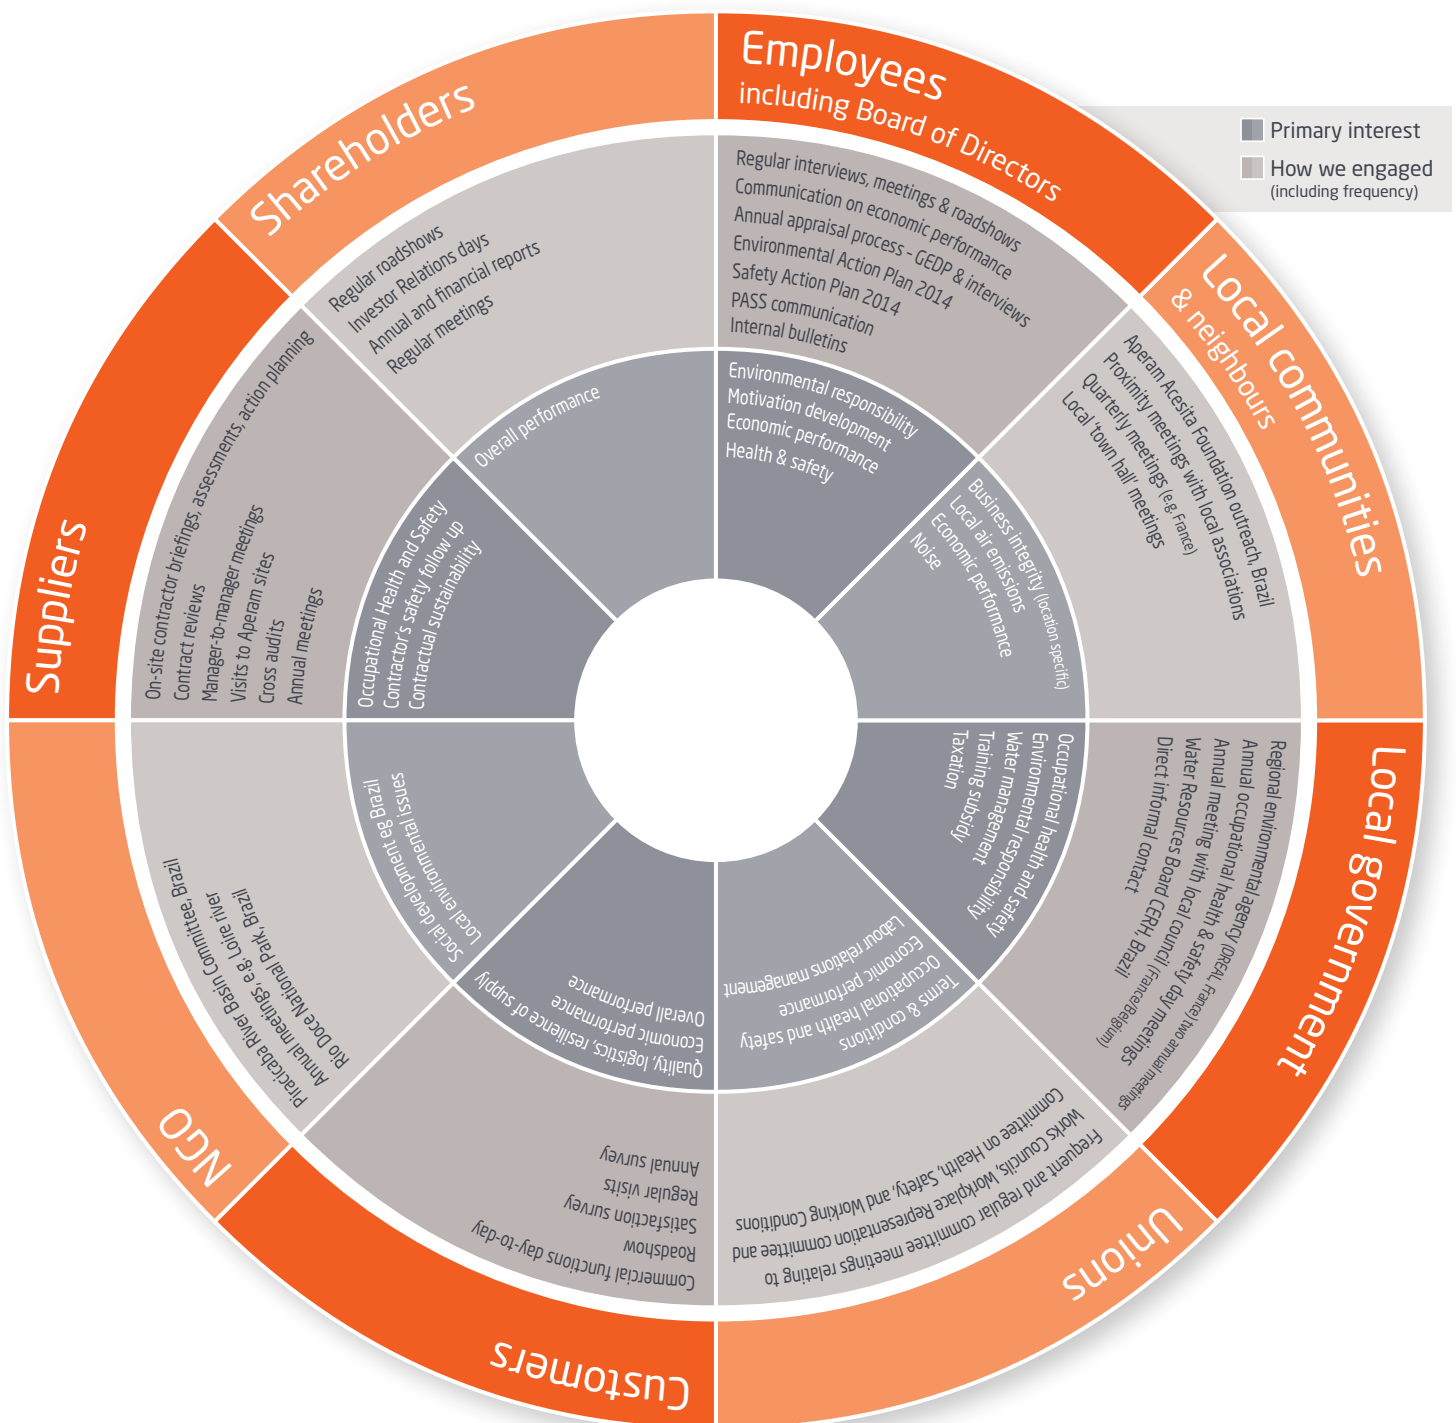 Employees
including Board of Directors
Regular interviews, meetings & roadshows
Communication on economic performance
Annual appraisal process - GEDP & interviews
Environmental Action Plan 2014
Safety Action Plan 2014
PASS communication
Internal bulletins
Environmental responsibility
Motivation development
Economic performance
Health & safety
Primary interest
How we engaged
(including frequency)
Local communities
& neighbours
Aperam Acesita Foundation outreach, Brazil
Proximity meetings with local associations
Quarterly meetings (e.g. France)
Local ‘town hall’ meetings
Business integrity (location specific)
Local air emissions
Economic performance
Noise
Local government
Regional environmental agency (DREAL, France) two annual meetings
Annual occupational health & safety day meetings
Annual meeting with local council (France/Belgium)
Water Resources Board CERH, Brazil
Direct informal contact
Occupational health and safety
Environmental responsibility
Water management
Training subsidy
Taxation
Unions
Frequent and regular committee meetings relating to
Works Councils, Workplace Representation committee and
Committee on Health, Safety, and Working Conditions
Terms & conditions
Occupational health and safety
Economic performance
Labour relations management
Customers
Commercial functions day-to-day
Roadshow
Satisfaction survey
Regular visits
Annual survey
Quality, logistics, resilience of supply
Economic performance
Overall performance
NGO
Piracicaba River Basin Committee, Brazil
Annual meetings, e.g. Loire river
Rio Doce National Park, Brazil
Social development eg Brazil
Local environmental issues
Suppliers
On-site contractor briefings, assessments, action planning
Contract reviews
Manager-to-manager meetings
Visits to Aperam sites
Cross audits
Annual meetings
Occupational Health and Safety
Contractor's safety follow up
Contractual sustainability
Shareholders
Regular roadshows
Investor Relations days
Annual and financial reports
Regular meetings
Overall performance